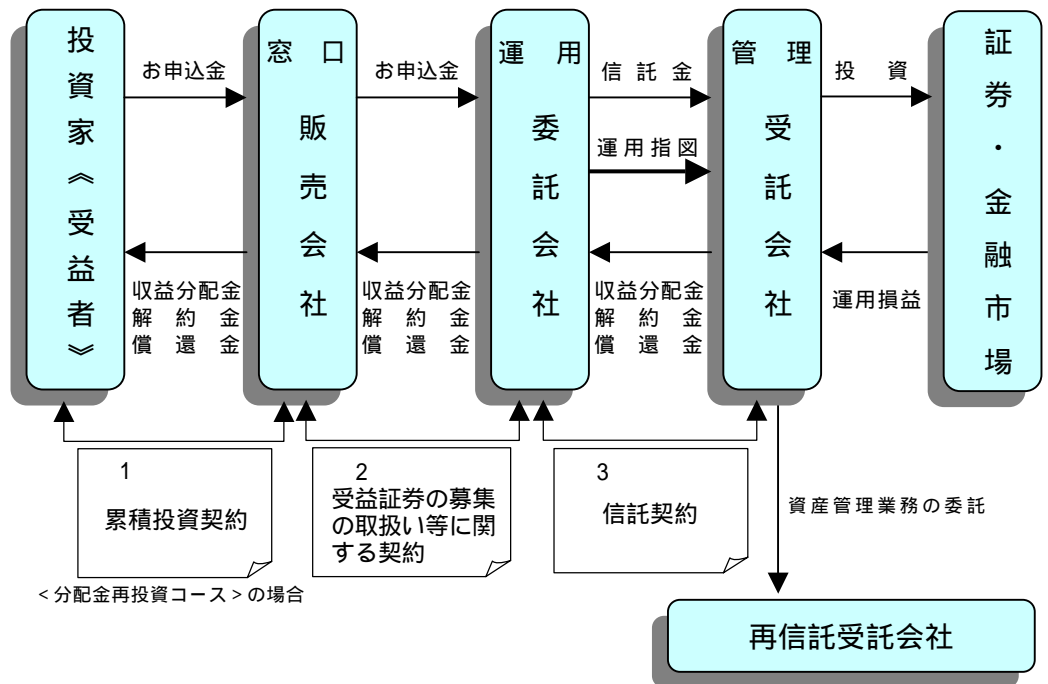 投資家《受益者》
お申込金
収益分配金
解約金
償還金
窓口
販売会社
お申込金
収益分配金
解約金
償還金
運用
委託会社
信託金
運用指図
収益分配金
解約金
償還金
管理
受託会社
投資
運用損益
証券・金融市場
1
累積投資契約
2
受益証券の募集
の取扱い等に関
する契約
3
信託契約
資産管理業務の委託
<分配金再投資コース>の場合
再信託受託会社